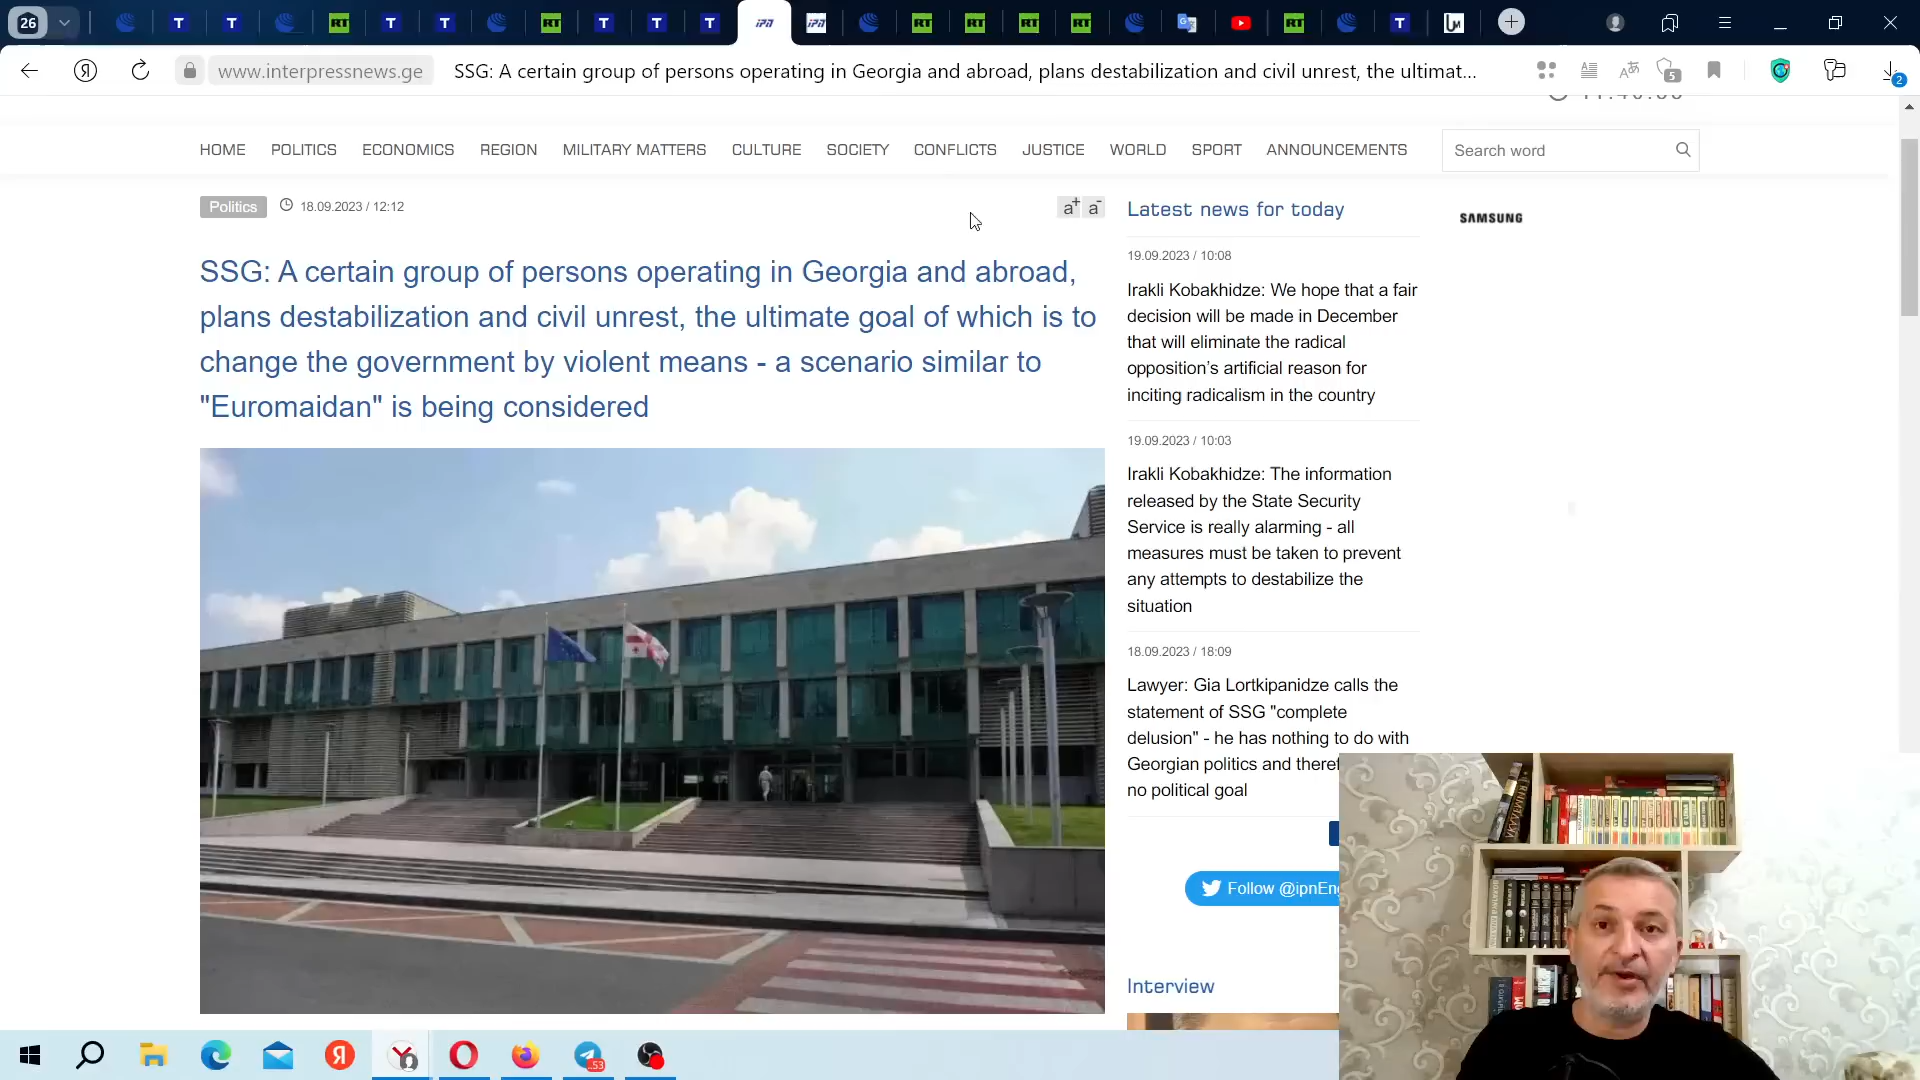 26
www.interpressnews.ge
SSG: A certain group of persons operating in Georgia and abroad, plans destabilization and civil unrest, the ultimat...
5
2
HOME POLITICS ECONOMICS REGION MILITARY MATTERS CULTURE SOCIETY CONFLICTS JUSTICE WORLD SPORT ANNOUNCEMENTS
Search word
Politics
18.09.2023 / 12:12
a+ a-
SSG: A certain group of persons operating in Georgia and abroad,
plans destabilization and civil unrest, the ultimate goal of which is to
change the government by violent means - a scenario similar to
"Euromaidan" is being considered
Latest news for today
19.09.2023 / 10:08
Irakli Kobakhidze: We hope that a fair
decision will be made in December
that will eliminate the radical
opposition's artificial reason for
inciting radicalism in the country
19.09.2023 / 10:03
Irakli Kobakhidze: The information
released by the State Security
Service is really alarming - all
measures must be taken to prevent
any attempts to destabilize the
situation
18.09.2023 / 18:09
Lawyer: Gia Lortkipanidze calls the
statement of SSG "complete
delusion" - he has nothing to do with
Georgian politics and theref
no political goal
Follow @ipnEng
Interview
SAMSUNG